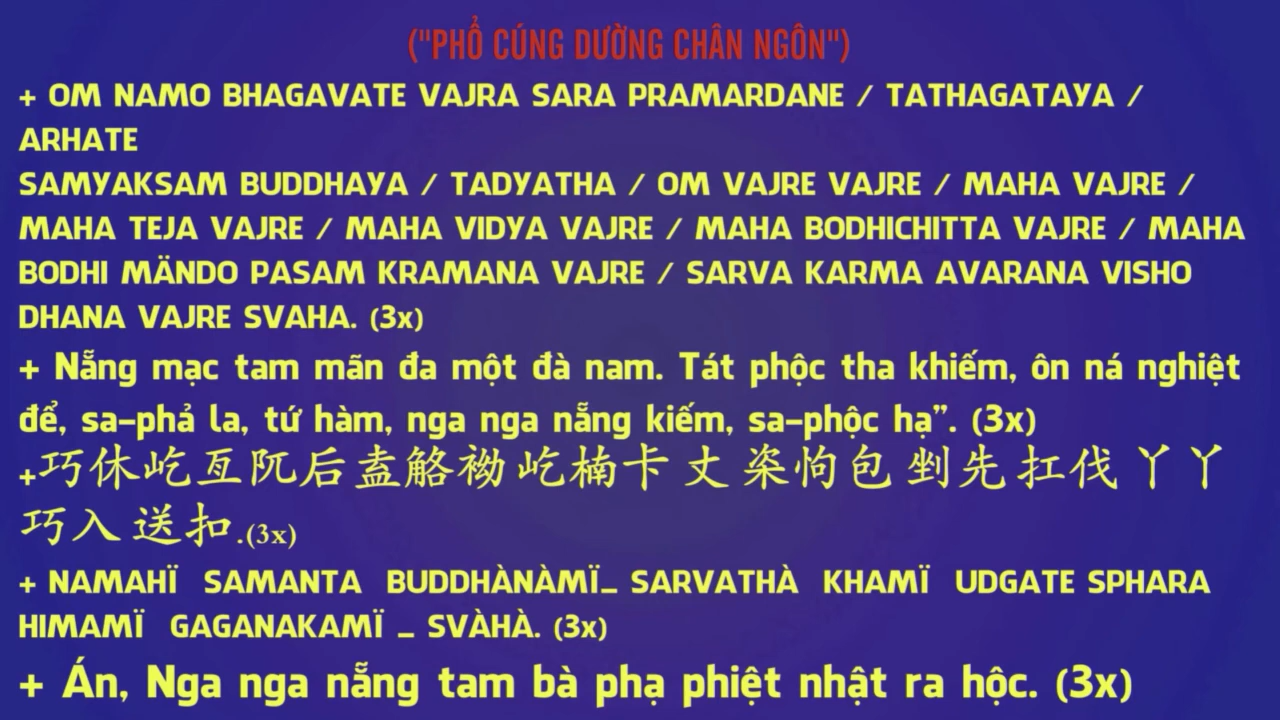 ("PHỔ CÚNG DƯỜNG CHÂN NGÔN")
+ OM NAMO BHAGAVATE VAJRA SARA PRAMARDANE / TATHAGATAYA /
ARHATE
SAMYAKSAM BUDDHAYA / TADYATHA / OM VAJRE VAJRE / MAHA VAJRE /
MAHA TEJA VAJRE / MAHA VIDYA VAJRE / MAHA BODHICHITTA VAJRE / MAHA
BODHI MÄNDO PASAM KRAMANA VAJRE / SARVA KARMA AVARANA VISHO
DHANA VAJRE SVAHA. (3x)
+ Nẵng mạc tam mãn đa một đà nam. Tát phộc tha khiếm, ôn ná nghiệt
để, sa-phả la, tứ hàm, nga nga nẵng kiếm, sa-phộc hạ”. (3x)
+巧休屹亙阢后盍觡袎 屹楠卡 丈 桼怐包 剉先 扛伐 丫丫
巧入 送扣.(3x)
+ NAMAHÏ SAMANTA BUDDHÀNÀMÏ_ SARVATHÀ KHAMÏ UDGATE SPHARA
HIMAMÏ GAGANAKAMÏ _ SVÀHÀ. (3x)
+ Án, Nga nga nẵng tam bà phạ phiệt nhật ra hộc. (3x)